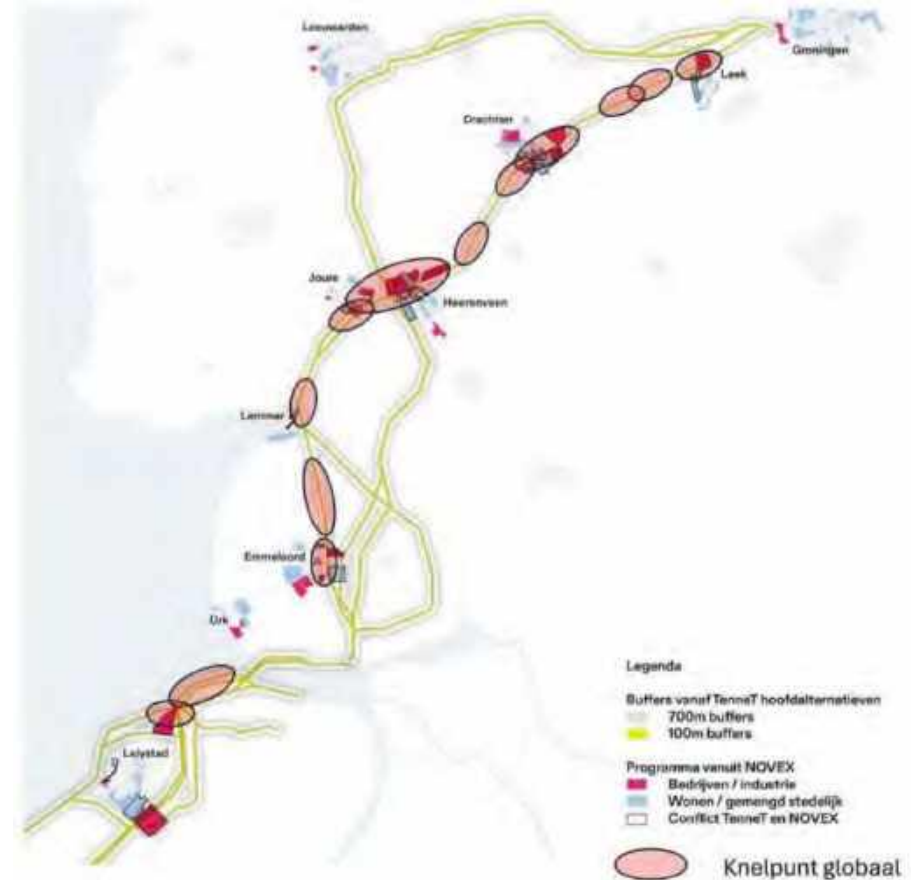 Leeuwarden
Groningen
Leek
Drachten
Joure
Heerenveen
Lemmer
Emmeloord
Urk
Lelystad
Legenda
Buffers vanaf TenneT hoofdalternatieven
700m buffers
100m buffers
Programma vanuit NOVEX
Bedrijven / industrie
Wonen / gemengd stedelijk
Conflict TenneT en NOVEX
Knelpunt globaal